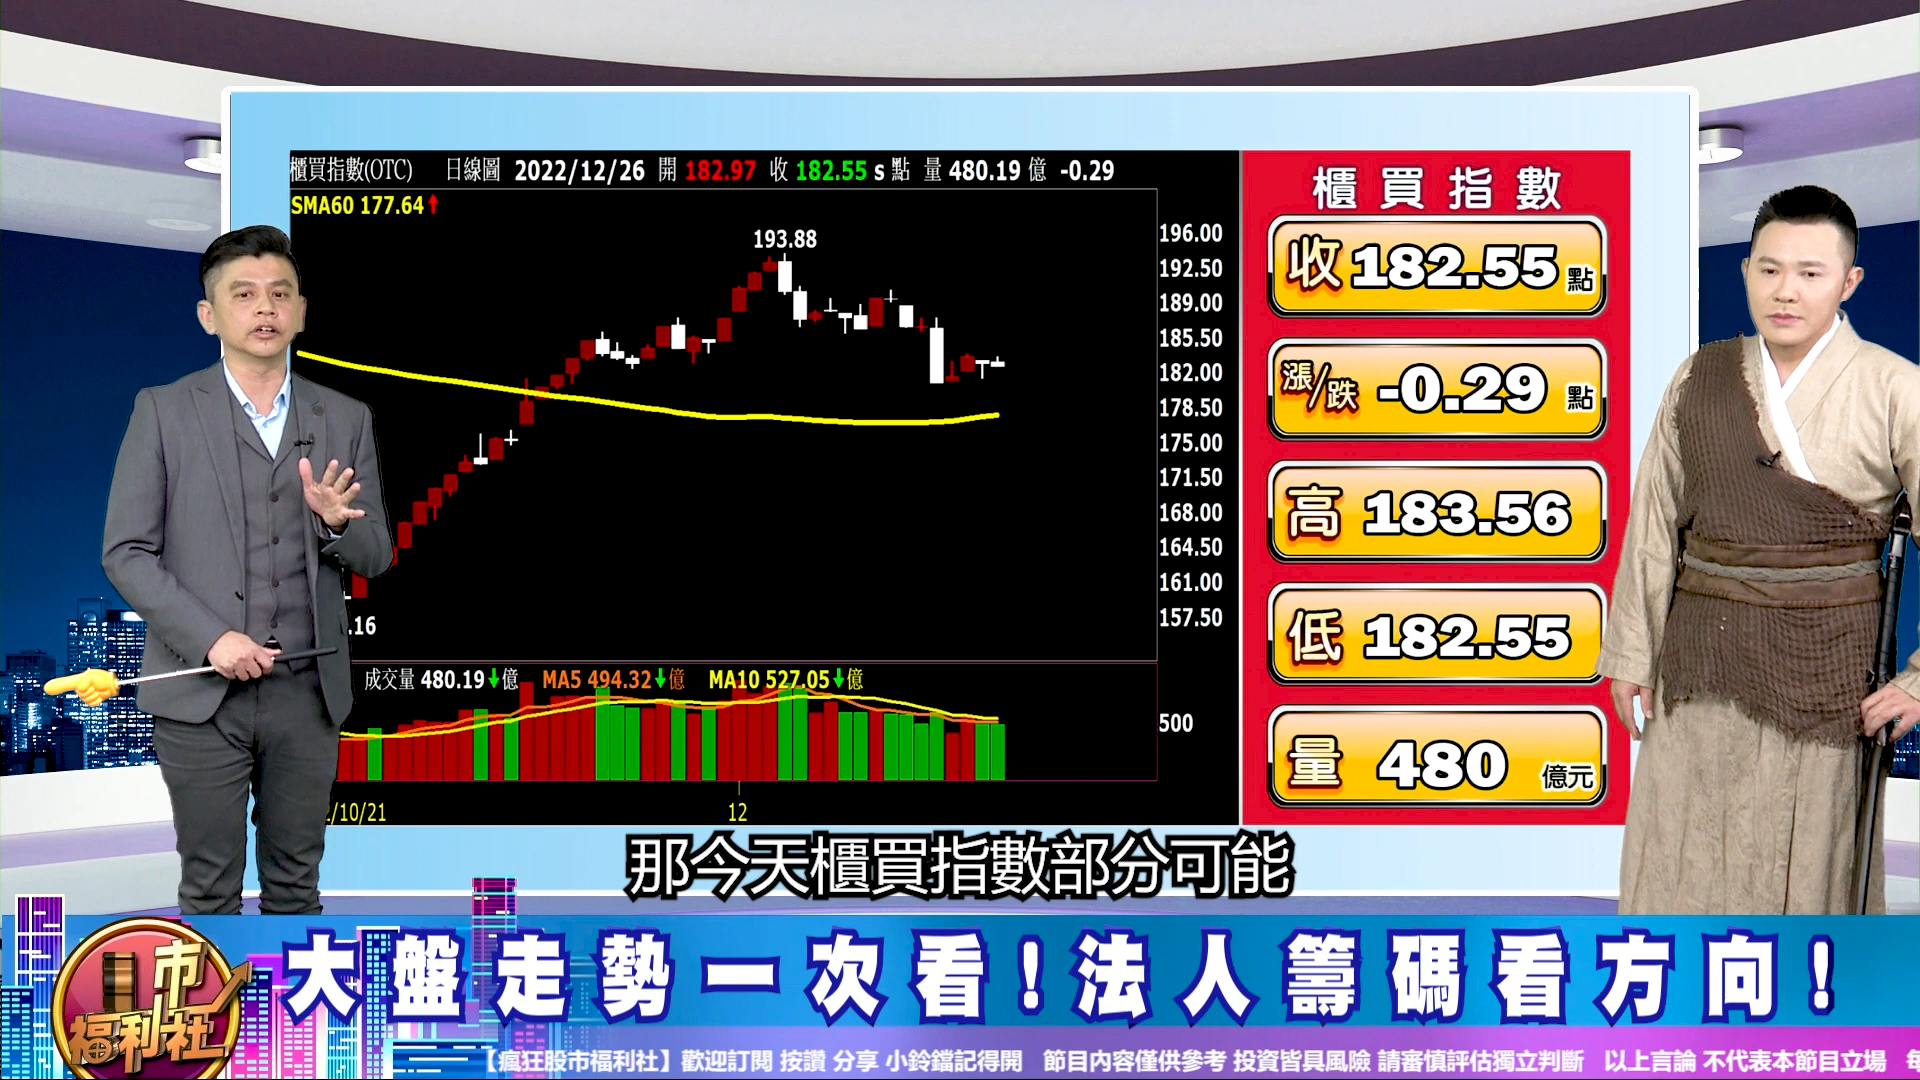 櫃買指數(OTC) 日線圖 2022/12/26 開 182.97 收 182.55 s 點 量 480.19 億 -0.29
SMA60 177.64↑
193.88
196.00
192.50
189.00
185.50
182.00
178.50
175.00
171.50
168.00
164.50
161.00
157.50
.16
成交量 480.19↓億 MA5 494.32↓億 MA10 527.05↓億
500
/10/21
12
櫃買指數
收 182.55 點
漲/跌 -0.29 點
高 183.56
低 182.55
量 480 億元
那今天櫃買指數部分可能
大盤走勢一次看!法人籌碼看方向!
市
福利社
【瘋狂股市福利社】歡迎訂閱 按讚 分享 小鈴鐺記得開 節目內容僅供參考 投資皆具風險 請審慎評估獨立判斷 以上言論 不代表本節目立場